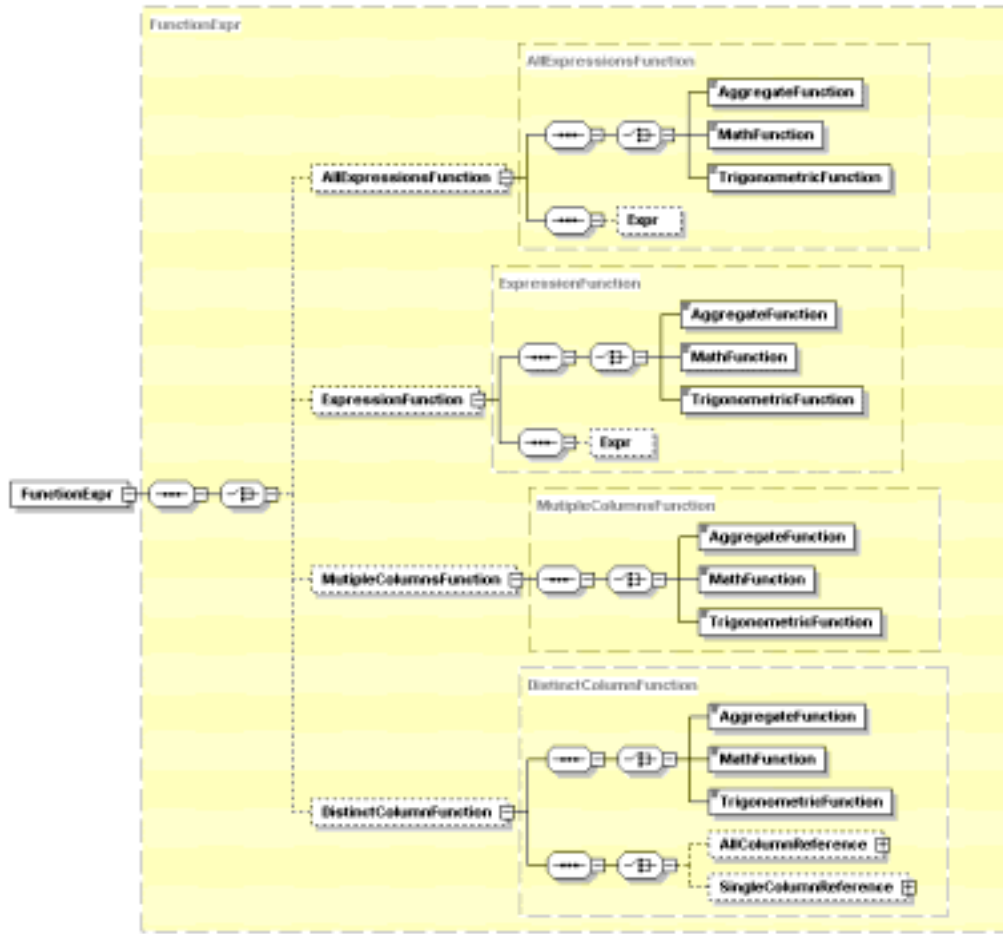 FunctionExpr
AllExpressionsFunction
AggregateFunction
MathFunction
AllExpressionsFunction
TrigonometricFunction
Expr
ExpressionFunction
AggregateFunction
MathFunction
ExpressionFunction
TrigonometricFunction
Expr
FunctionExpr
MutipleColumnsFunction
AggregateFunction
MutipleColumnsFunction
MathFunction
TrigonometricFunction
DistinctColumnFunction
AggregateFunction
MathFunction
TrigonometricFunction
DistinctColumnFunction
AllColumnReference
SingleColumnReference